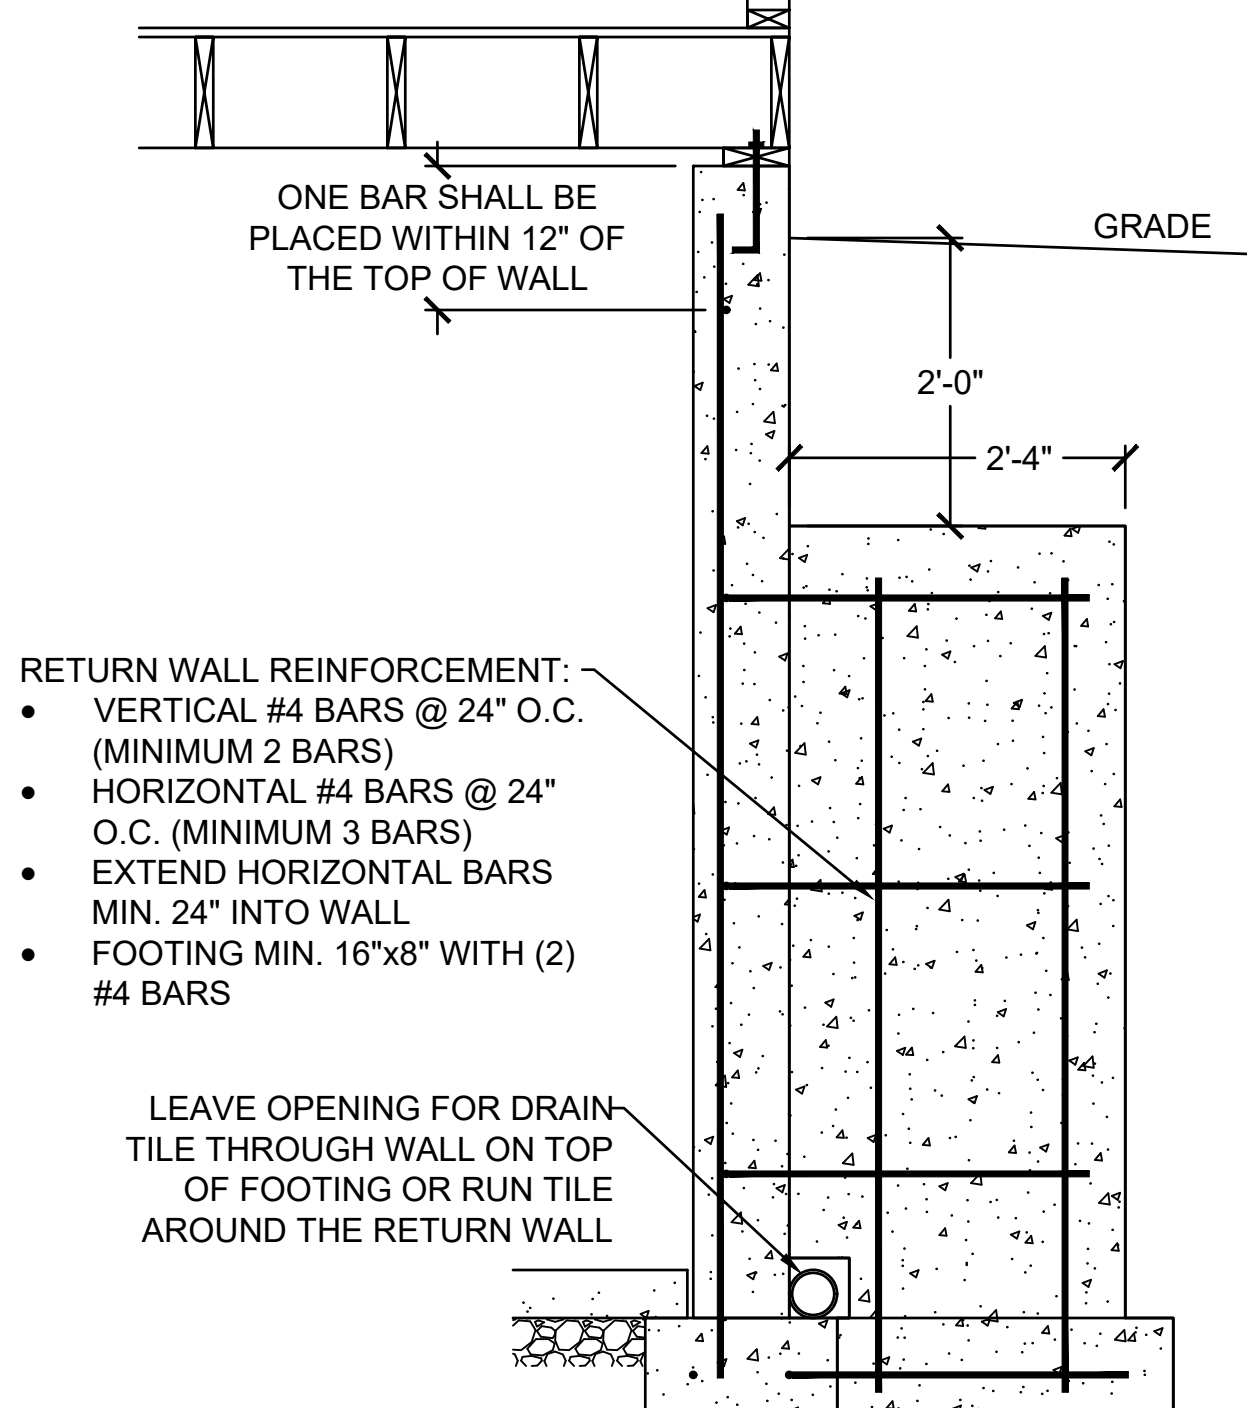 ONE BAR SHALL BE
PLACED WITHIN 12" OF
THE TOP OF WALL
GRADE
2'-0"
2'-4"
RETURN WALL REINFORCEMENT:
• VERTICAL #4 BARS @ 24" O.C.
(MINIMUM 2 BARS)
• HORIZONTAL #4 BARS @ 24"
O.C. (MINIMUM 3 BARS)
• EXTEND HORIZONTAL BARS
MIN. 24" INTO WALL
• FOOTING MIN. 16"x8" WITH (2)
#4 BARS
LEAVE OPENING FOR DRAIN
TILE THROUGH WALL ON TOP
OF FOOTING OR RUN TILE
AROUND THE RETURN WALL